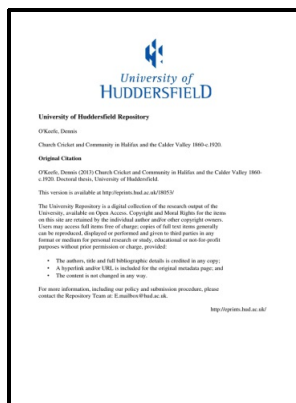 University of
HUDDERSFIELD
University of Huddersfield Repository
O'Keefe, Dennis
Church Cricket and Community in Halifax and the Calder Valley 1860-c.1920.
Original Citation
O'Keefe, Dennis (2013) Church Cricket and Community in Halifax and the Calder Valley 1860-
c.1920. Doctoral thesis, University of Huddersfield.
This version is available at http://eprints.hud.ac.uk/18053/
The University Repository is a digital collection of the research output of the
University, available on Open Access. Copyright and Moral Rights for the items
on this site are retained by the individual author and/or other copyright owners.
Users may access full items free of charge; copies of full text items generally
can be reproduced, displayed or performed and given to third parties in any
format or medium for personal research or study, educational or not-for-profit
purposes without prior permission or charge, provided:
• The authors, title and full bibliographic details is credited in any copy;
• A hyperlink and/or URL is included for the original metadata page; and
• The content is not changed in any way.
For more information, including our policy and submission procedure, please
contact the Repository Team at: E.mailbox@hud.ac.uk.
http://eprints.hud.ac.uk/